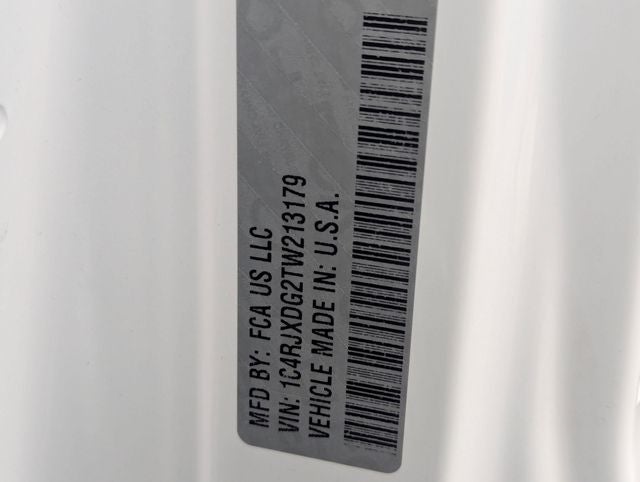 MFD BY: FCA US LLC
VIN: 1C4RJXDG2TW213179
VEHICLE MADE IN: U.S.A.